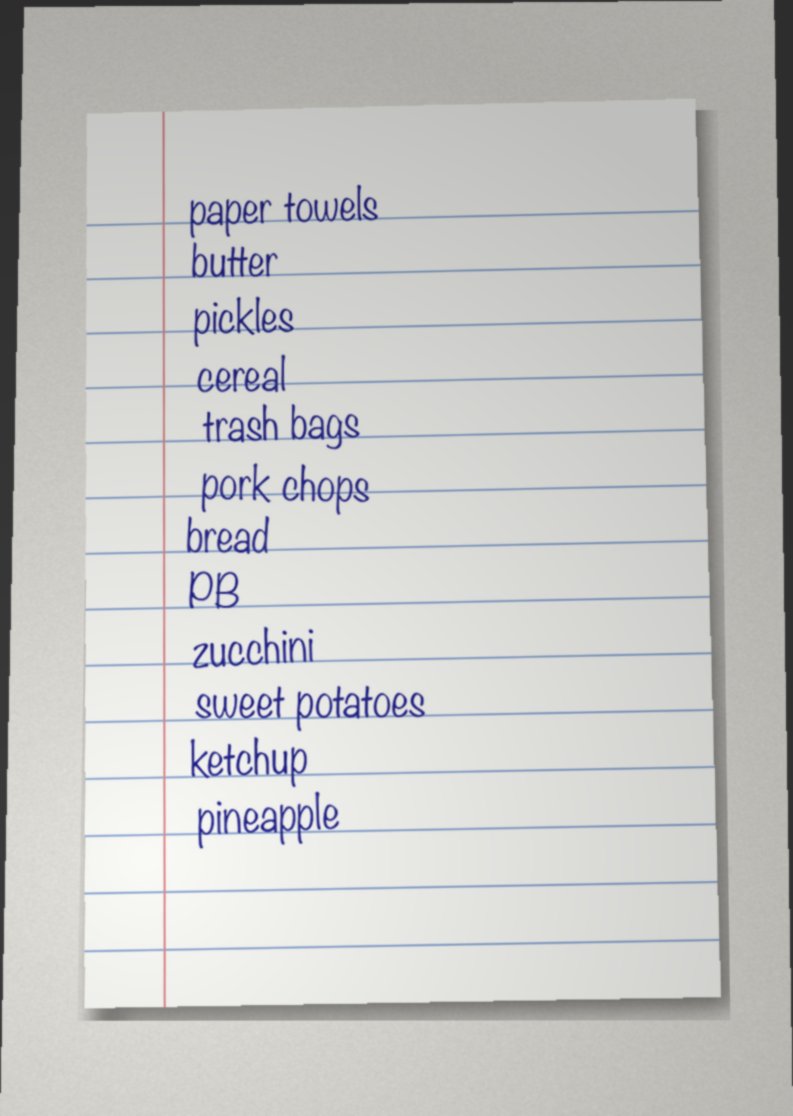 paper towels
butter
pickles
cereal
trash bags
pork chops
bread
PB
zucchini
sweet potatoes
ketchup
pineapple